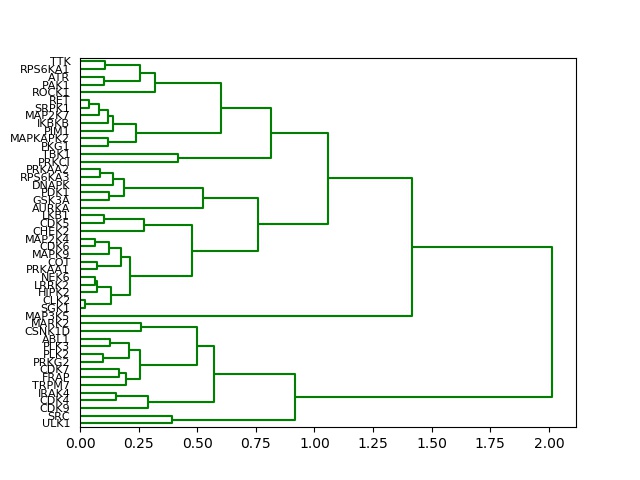 TTK
RPS6KA1
ATR
PAK1
ROCK1
RET
SRPK1
MAP2K7
IKBKB
PIM1
MAPKAPK2
PKG1
TBK1
PRKCI
PRKAA2
RPS6KA3
DNAPK
PDK1
GSK3A
AURKA
LKB1
CDK5
CHEK2
MAP2K4
CDK6
MAPK9
COT
PRKAA1
NEK6
LRRK2
HIPK2
CLK2
SGK1
MAP3K5
MARK2
CSNK1D
ABL1
PLK3
PLK2
PRKG2
CDK7
FRAP
TRPM7
IRAK4
CDK4
CDK9
SRC
ULK1
0.00 0.25 0.50 0.75 1.00 1.25 1.50 1.75 2.00